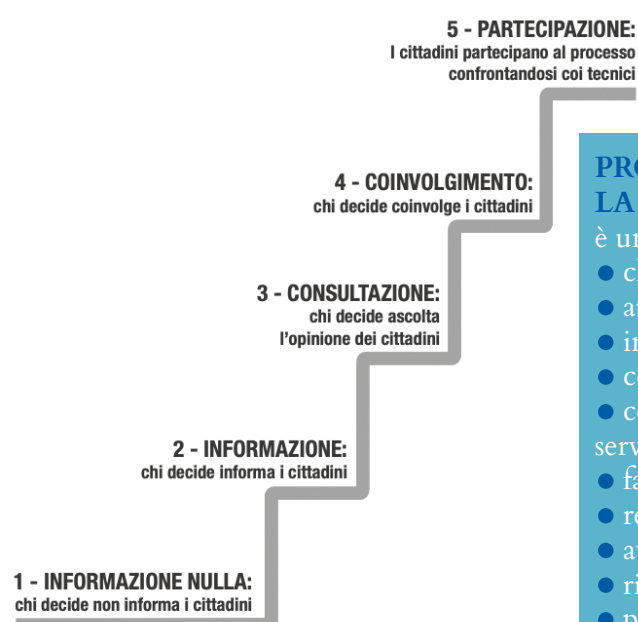 5 - PARTECIPAZIONE:
I cittadini partecipano al processo
confrontandosi coi tecnici
4 - COINVOLGIMENTO:
chi decide coinvolge i cittadini
3 - CONSULTAZIONE:
chi decide ascolta
l’opinione dei cittadini
2 - INFORMAZIONE:
chi decide informa i cittadini
1 - INFORMAZIONE NULLA:
chi decide non informa i cittadini
LA
è